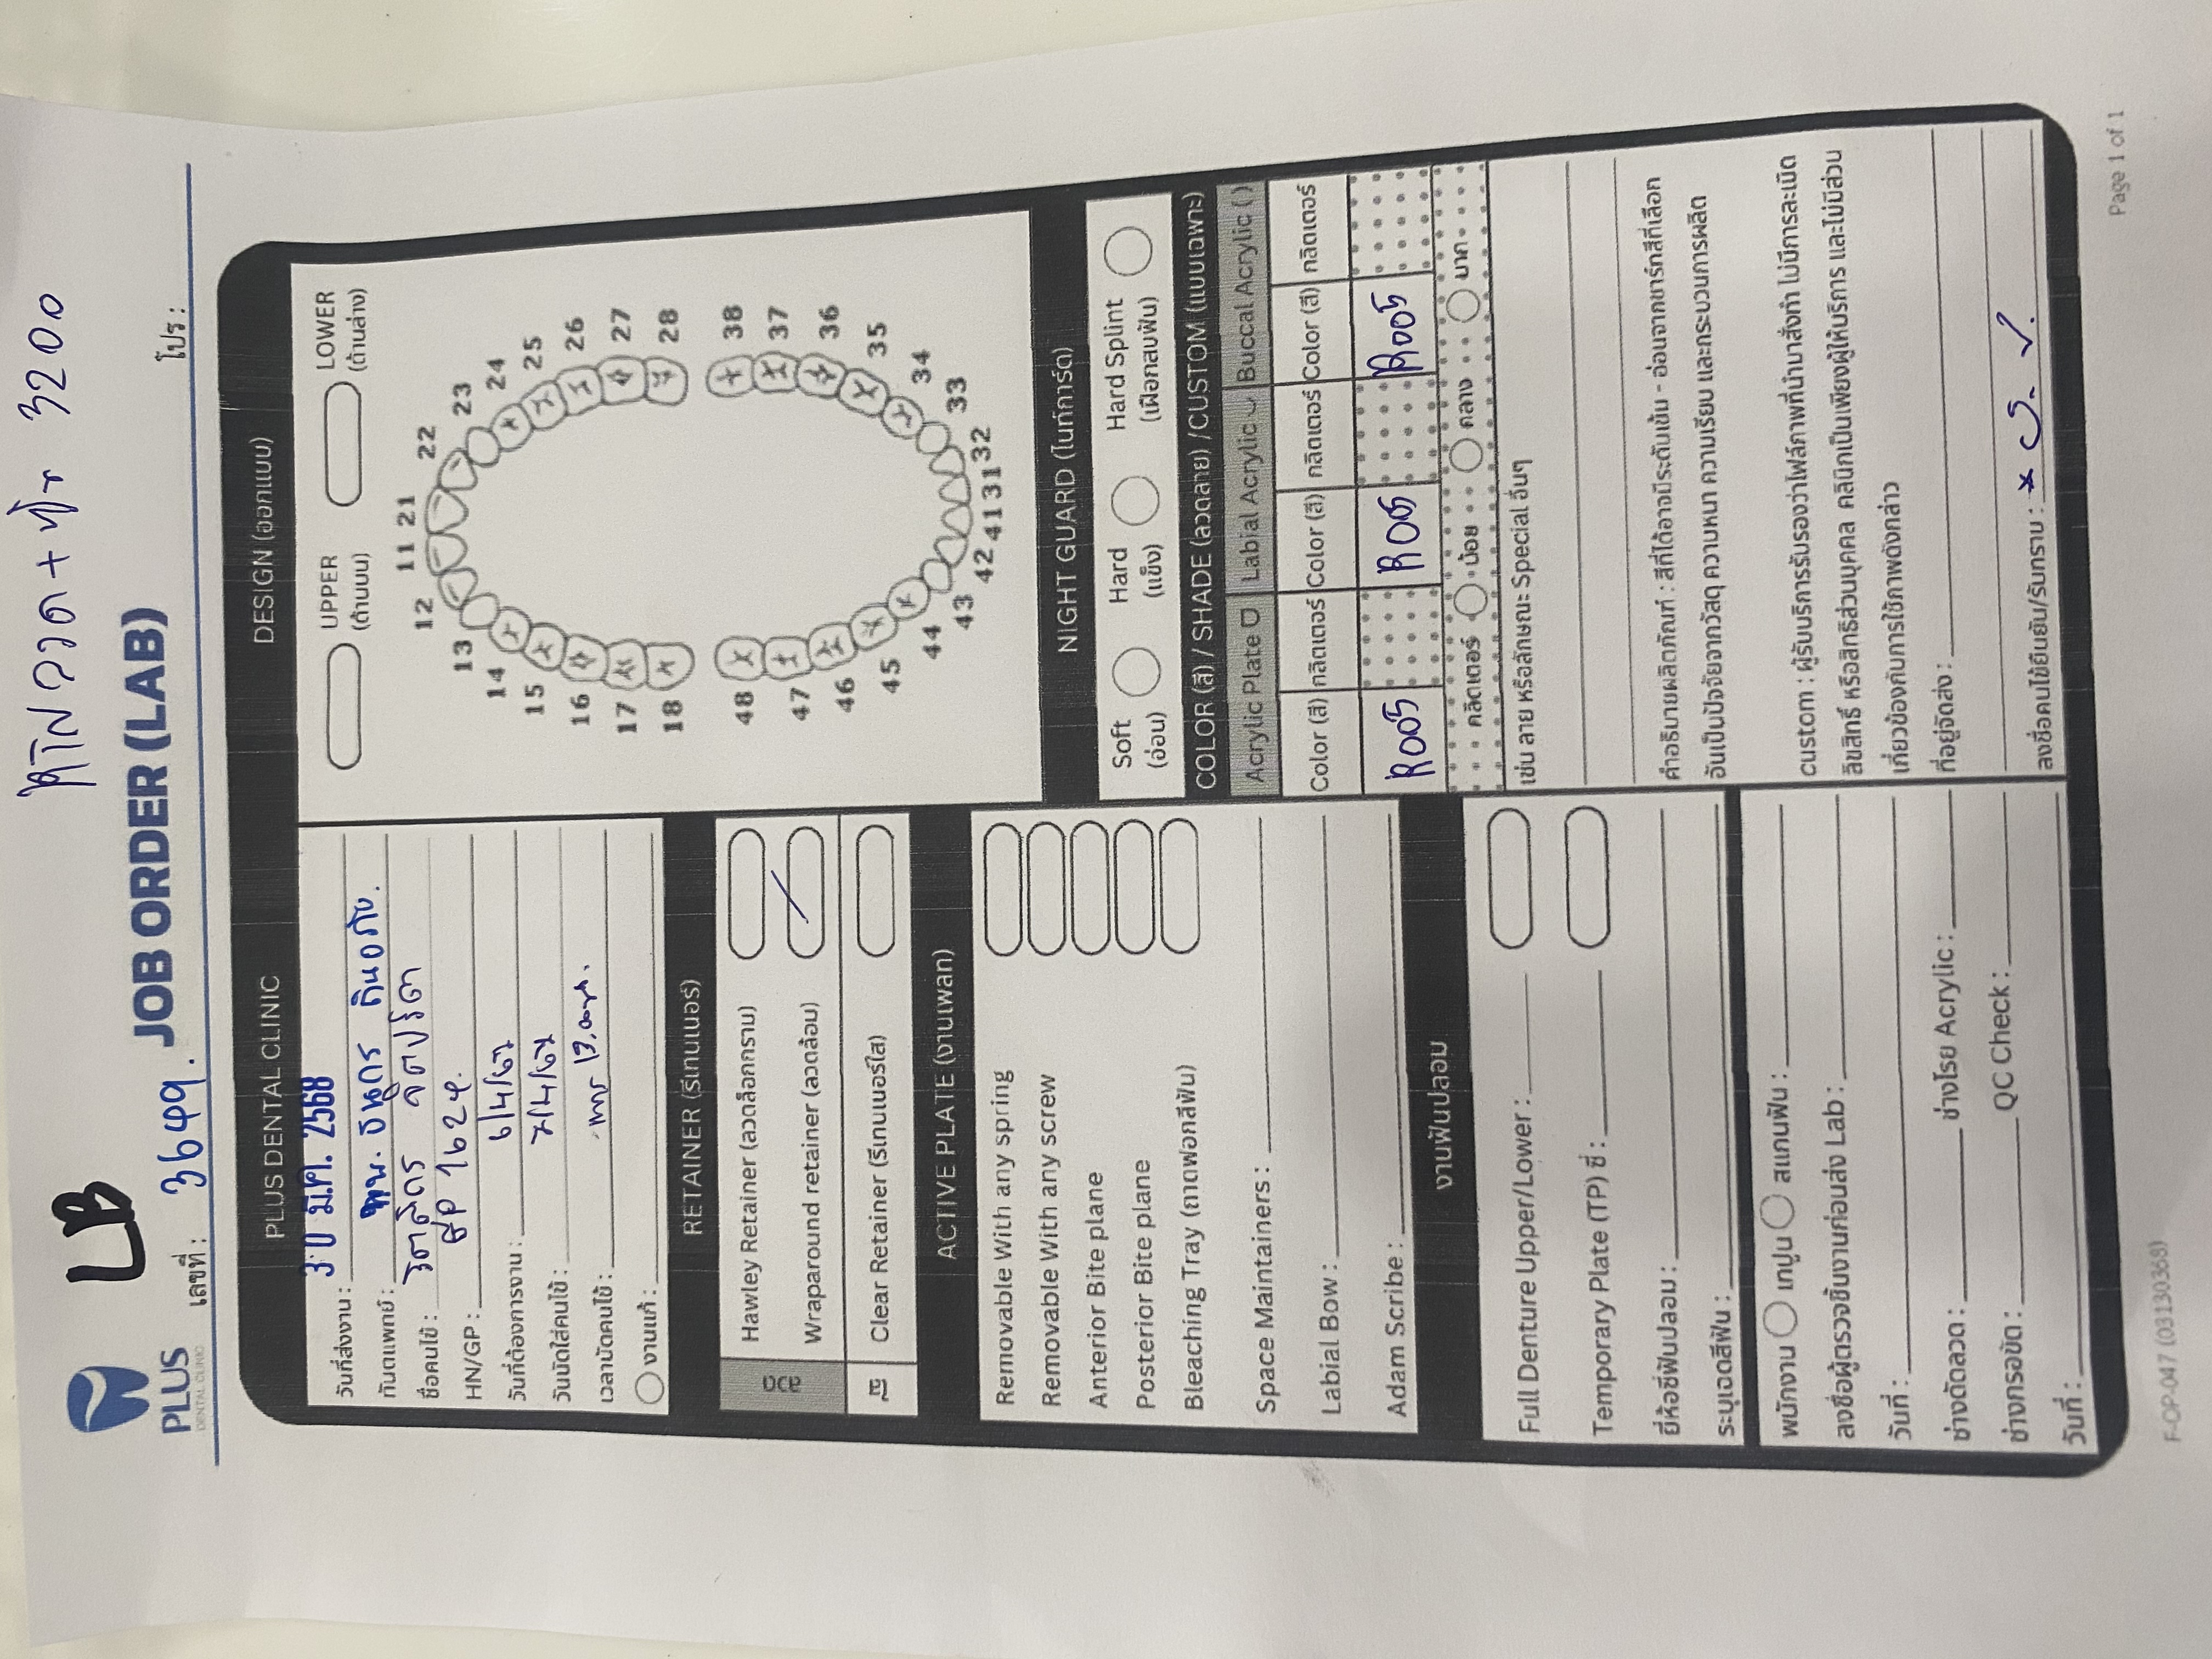 + 3200
LB
PLUS
DENTAL CLINIC
JOB ORDER (LAB)
เลขที่ : 3649.
โปร :
PLUS DENTAL CLINIC
วันที่ส่งงาน : 30 มี.ค. 2568
ทันตแพทย์ : ทพ. ธนกร
ชื่อคนไข้ :
HN/GP : GP 1624.
วันที่ต้องการงาน : 6/4/67
วันนัดใส่คนไข้ : 7/4/67
เวลานัดคนไข้ :
งานแก้ :
RETAINER (รีเทนเนอร์)
ลวด
Hawley Retainer (ลวดล็อกกราม)
Wraparound retainer (ลวดล้อม)
ใส
Clear Retainer (รีเทนเนอร์ใส)
ACTIVE PLATE (งานเพลท)
Removable With any spring
Removable With any screw
Anterior Bite plane
Posterior Bite plane
Bleaching Tray (ถาดฟอกสีฟัน)
Space Maintainers :
Labial Bow :
Adam Scribe :
งานฟันปลอม
Full Denture Upper/Lower :
Temporary Plate (TP) ซี่ :
ยี่ห้อซี่ฟันปลอม :
ระบุเฉดสีฟัน :
พนักงาน เทปูน สแกนฟัน :
ลงชื่อผู้ตรวจชิ้นงานก่อนส่ง Lab :
วันที่ :
ช่างดัดลวด : ช่างโรย Acrylic :
ช่างกรอขัด : QC Check :
วันที่ :
DESIGN (ออกแบบ)
UPPER LOWER
(ด้านบน) (ด้านล่าง)
11 21
12 22
13 23
14 24
15 25
16 26
17 27
18 28
48 38
47 37
46 36
45 35
44 34
43 33
42 41 31 32
NIGHT GUARD (ไนท์การ์ด)
Soft Hard Hard Splint
(อ่อน) (แข็ง) (เฝือกสบฟัน)
COLOR (สี) / SHADE (ลวดลาย) /CUSTOM (แบบเฉพาะ)
Acrylic Plate Labial Acrylic Buccal Acrylic ( )
Color (สี) กลิตเตอร์ Color (สี) กลิตเตอร์ Color (สี) กลิตเตอร์
R005 R005 R005
กลิตเตอร์ น้อย กลาง มาก
เช่น ลาย หรือลักษณะ Special อื่นๆ
คำอธิบายผลิตภัณฑ์ : สีที่ได้อาจมีระดับเข้ม - อ่อนจากชาร์ทสีที่เลือก
อันเป็นปัจจัยจากวัสดุ ความหนา ความเรียบ และกระบวนการผลิต
custom : ผู้รับบริการรับรองว่าไฟล์ภาพที่นำมาสั่งทำ ไม่มีการละเมิด
ลิขสิทธิ์ หรือสิทธิส่วนบุคคล คลินิกเป็นเพียงผู้ให้บริการ และไม่มีส่วน
เกี่ยวข้องกับการใช้ภาพดังกล่าว
ที่อยู่จัดส่ง :
ลงชื่อคนไข้ยืนยัน/รับทราบ :
Page 1 of 1
F-OP-047 (03130368)